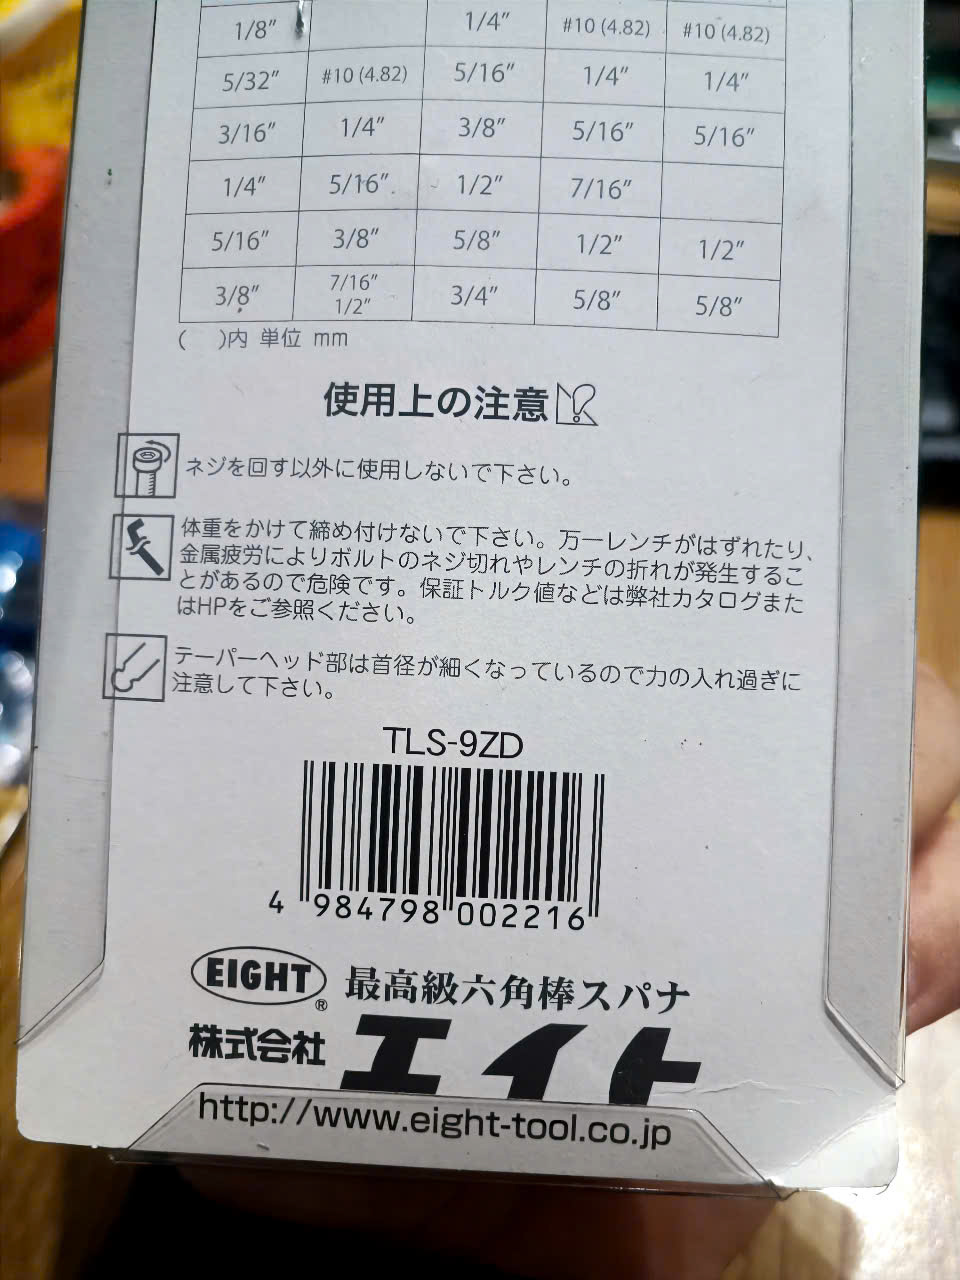 1/8″ 1/4″ #10 (4.82) #10 (4.82)
5/32″ #10 (4.82) 5/16″ 1/4″ 1/4″
3/16″ 1/4″ 3/8″ 5/16″ 5/16″
1/4″ 5/16″ 1/2″ 7/16″
5/16″ 3/8″ 5/8″ 1/2″ 1/2″
3/8″ 7/16″ 1/2″ 3/4″ 5/8″ 5/8″
( )内 単位 mm
使用上の注意
ネジを回す以外に使用しないで下さい。
体重をかけて締め付けないで下さい。万一レンチがはずれたり、
金属疲労によりボルトのネジ切れやレンチの折れが発生するこ
とがあるので危険です。保証トルク値などは弊社カタログまた
はHPをご参照ください。
テーパーヘッド部は首径が細くなっているので力の入れ過ぎに
注意して下さい。
TLS-9ZD
4 984798 002216
EIGHT® 最高級六角棒スパナ
株式会社 エイト
http://www.eight-tool.co.jp